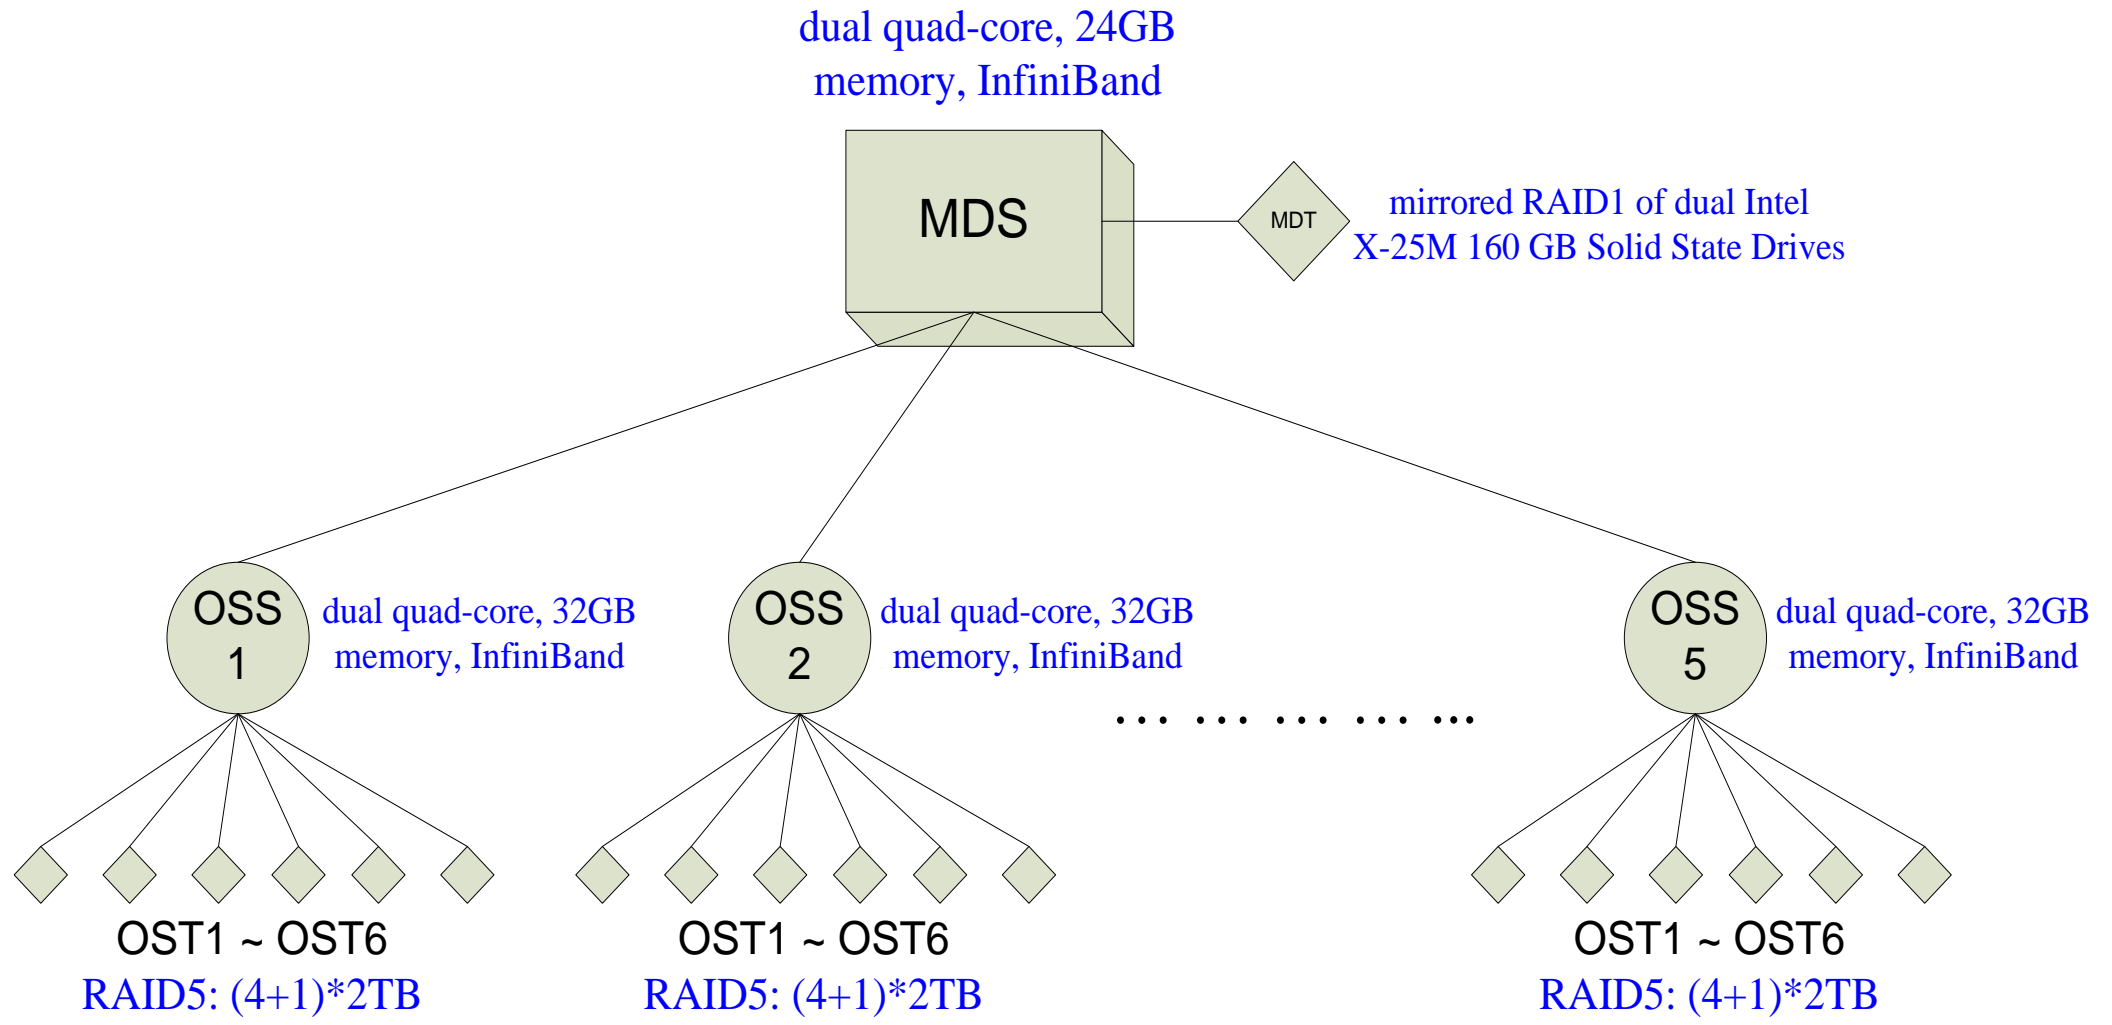 dual quad-core, 24GB
memory, InfiniBand
MDS
MDT
mirrored RAID1 of dual Intel
X-25M 160 GB Solid State Drives
OSS
1
dual quad-core, 32GB
memory, InfiniBand
OSS
2
dual quad-core, 32GB
memory, InfiniBand
... ... ... ... ...
OSS
5
dual quad-core, 32GB
memory, InfiniBand
OST1 ~ OST6
RAID5: (4+1)*2TB
OST1 ~ OST6
RAID5: (4+1)*2TB
OST1 ~ OST6
RAID5: (4+1)*2TB